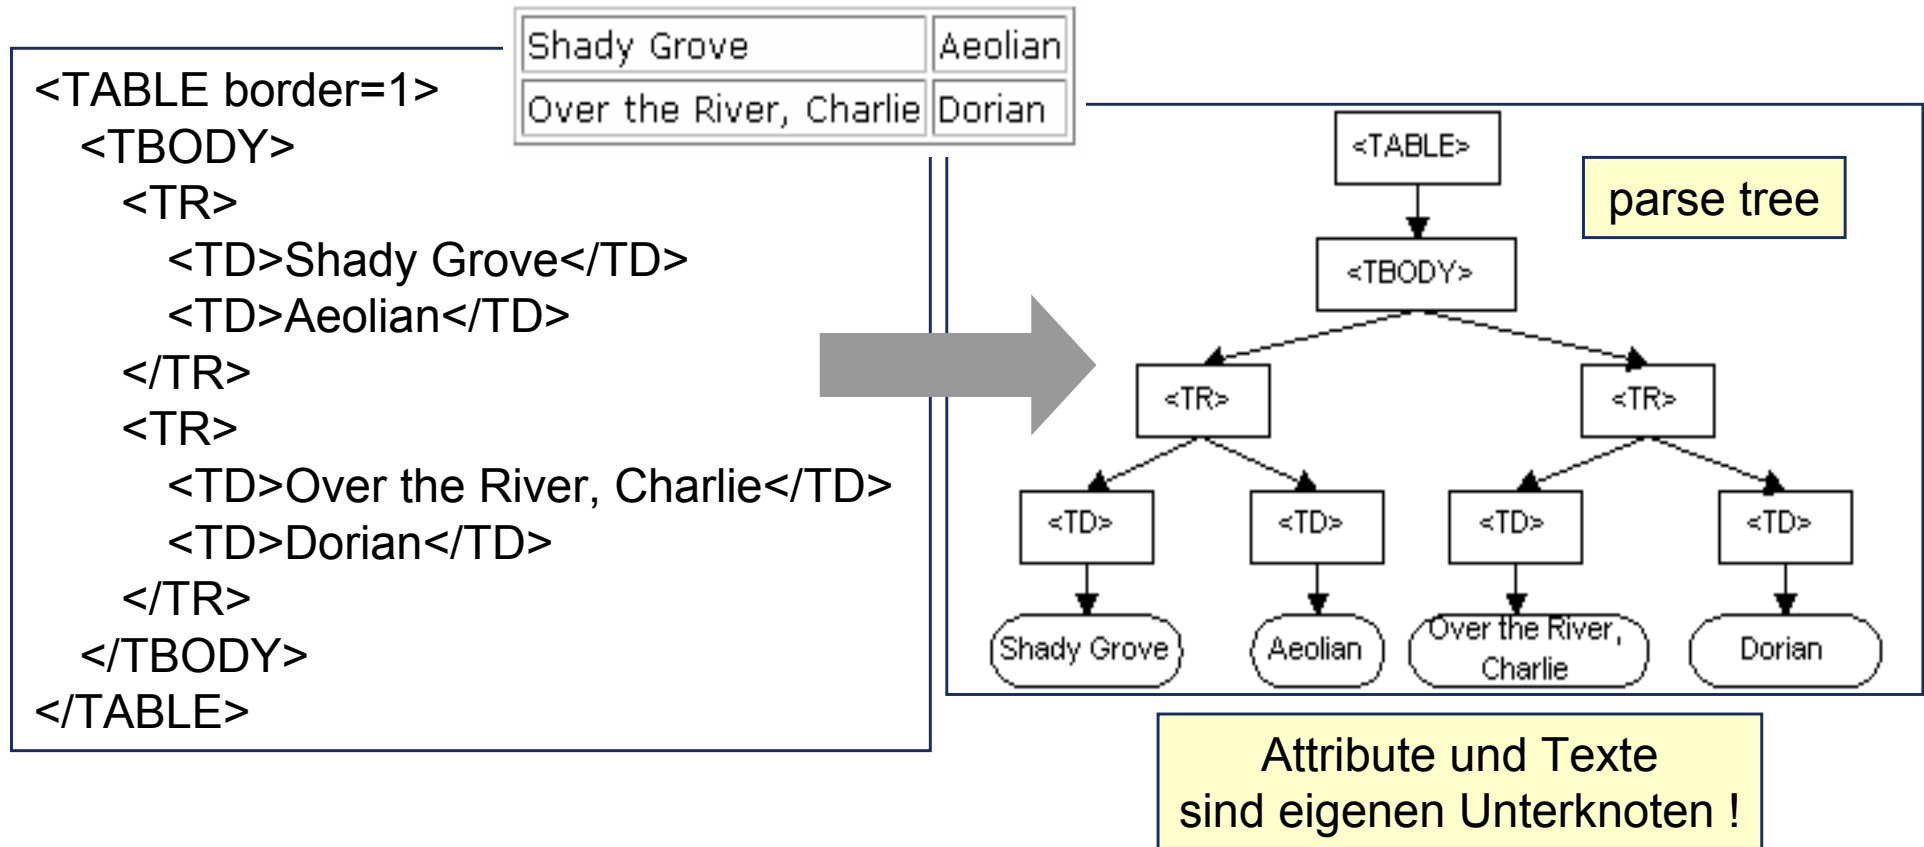 Shady Grove Aeolian
Over the River, Charlie Dorian
<TABLE border=1>
<TBODY>
<TR>
<TD>Shady Grove</TD>
<TD>Aeolian</TD>
</TR>
<TR>
<TD>Over the River, Charlie</TD>
<TD>Dorian</TD>
</TR>
</TBODY>
</TABLE>
<TABLE>
parse tree
<TBODY>
<TR> <TR>
<TD> <TD> <TD> <TD>
Shady Grove
Aeolian
Over the River,
Charlie
Dorian
Attribute und Texte
sind eigenen Unterknoten !